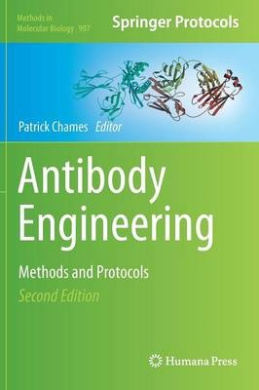 Methods in
Molecular Biology 907
Springer Protocols
Patrick Chames Editor
Antibody
Engineering
Methods and Protocols
Second Edition
Humana Press